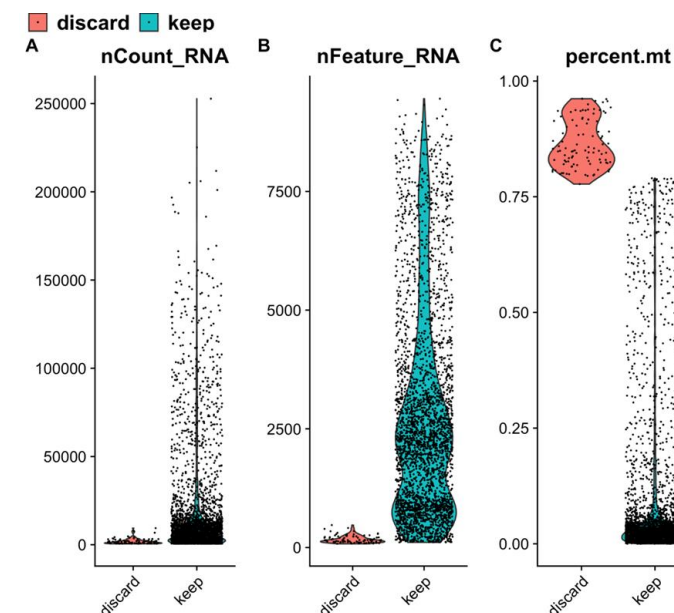 discard keep
A nCount_RNA
250000
200000
150000
100000
50000
0
discard keep
B nFeature_RNA
7500
5000
2500
0
discard keep
C percent.mt
1.00
0.75
0.50
0.25
0.00
discard keep